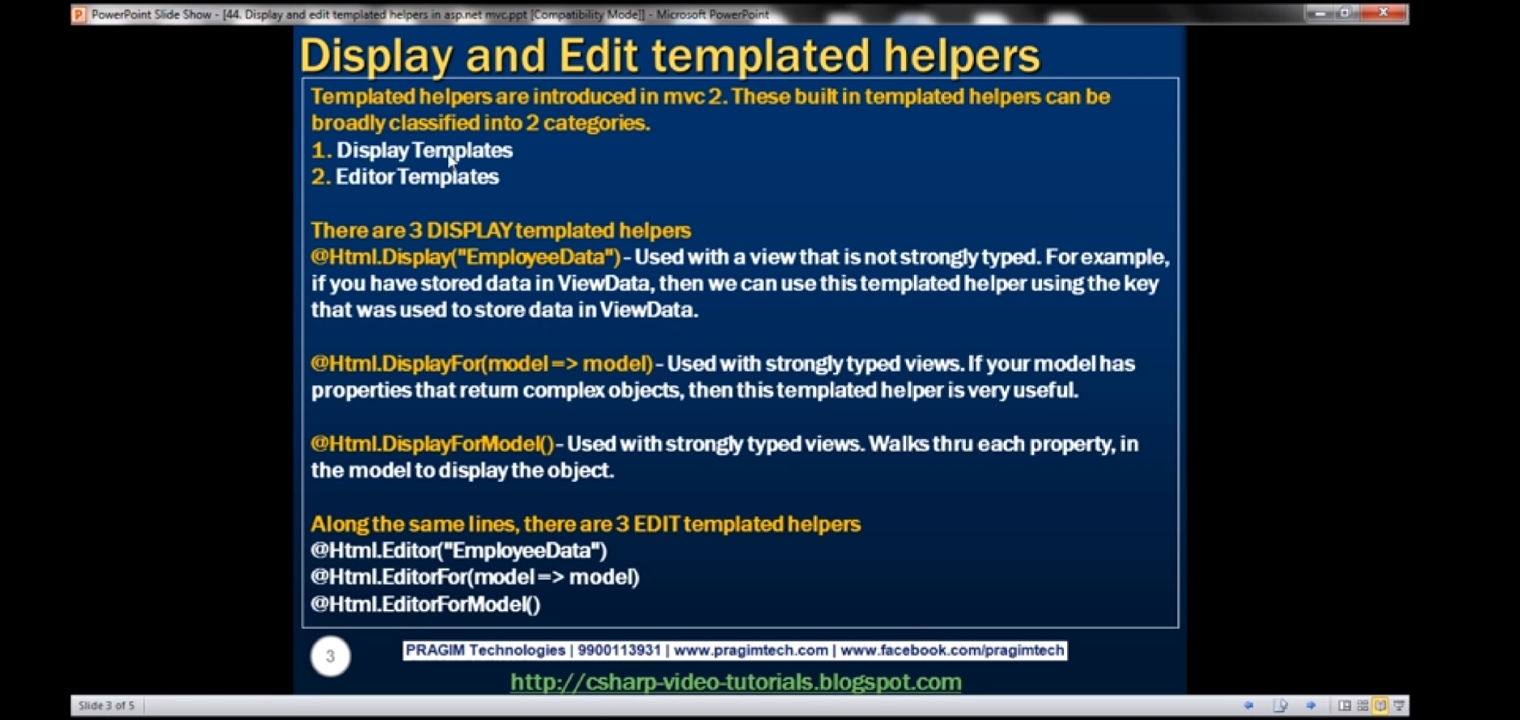 PowerPoint Slide Show - [44. Display and edit templated helpers in asp.net mvc.ppt [Compatibility Mode]] - Microsoft PowerPoint
Display and Edit templated helpers
Templated helpers are introduced in mvc 2. These built in templated helpers can be
broadly classified into 2 categories.
1. Display Templates
2. Editor Templates
There are 3 DISPLAY templated helpers
@Html.Display("EmployeeData") - Used with a view that is not strongly typed. For example,
if you have stored data in ViewData, then we can use this templated helper using the key
that was used to store data in ViewData.
@Html.DisplayFor(model => model) - Used with strongly typed views. If your model has
properties that return complex objects, then this templated helper is very useful.
@Html.DisplayForModel() - Used with strongly typed views. Walks thru each property, in
the model to display the object.
Along the same lines, there are 3 EDIT templated helpers
@Html.Editor("EmployeeData")
@Html.EditorFor(model => model)
@Html.EditorForModel()
3
PRAGIM Technologies | 9900113931 | www.pragimtech.com | www.facebook.com/pragimtech
http://csharp-video-tutorials.blogspot.com
Slide 3 of 5